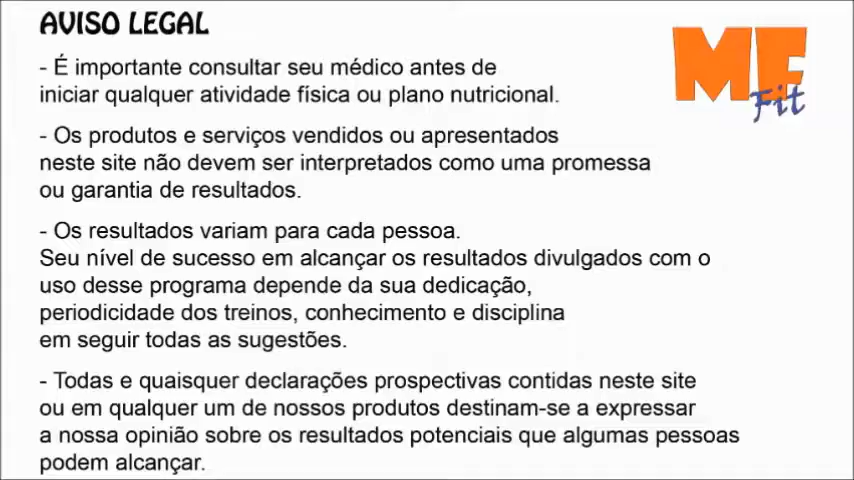 AVISO LEGAL
MF
Fit
- É importante consultar seu médico antes de
iniciar qualquer atividade física ou plano nutricional.
- Os produtos e serviços vendidos ou apresentados
neste site não devem ser interpretados como uma promessa
ou garantia de resultados.
- Os resultados variam para cada pessoa.
Seu nível de sucesso em alcançar os resultados divulgados com o
uso desse programa depende da sua dedicação,
periodicidade dos treinos, conhecimento e disciplina
em seguir todas as sugestões.
- Todas e quaisquer declarações prospectivas contidas neste site
ou em qualquer um de nossos produtos destinam-se a expressar
a nossa opinião sobre os resultados potenciais que algumas pessoas
podem alcançar.